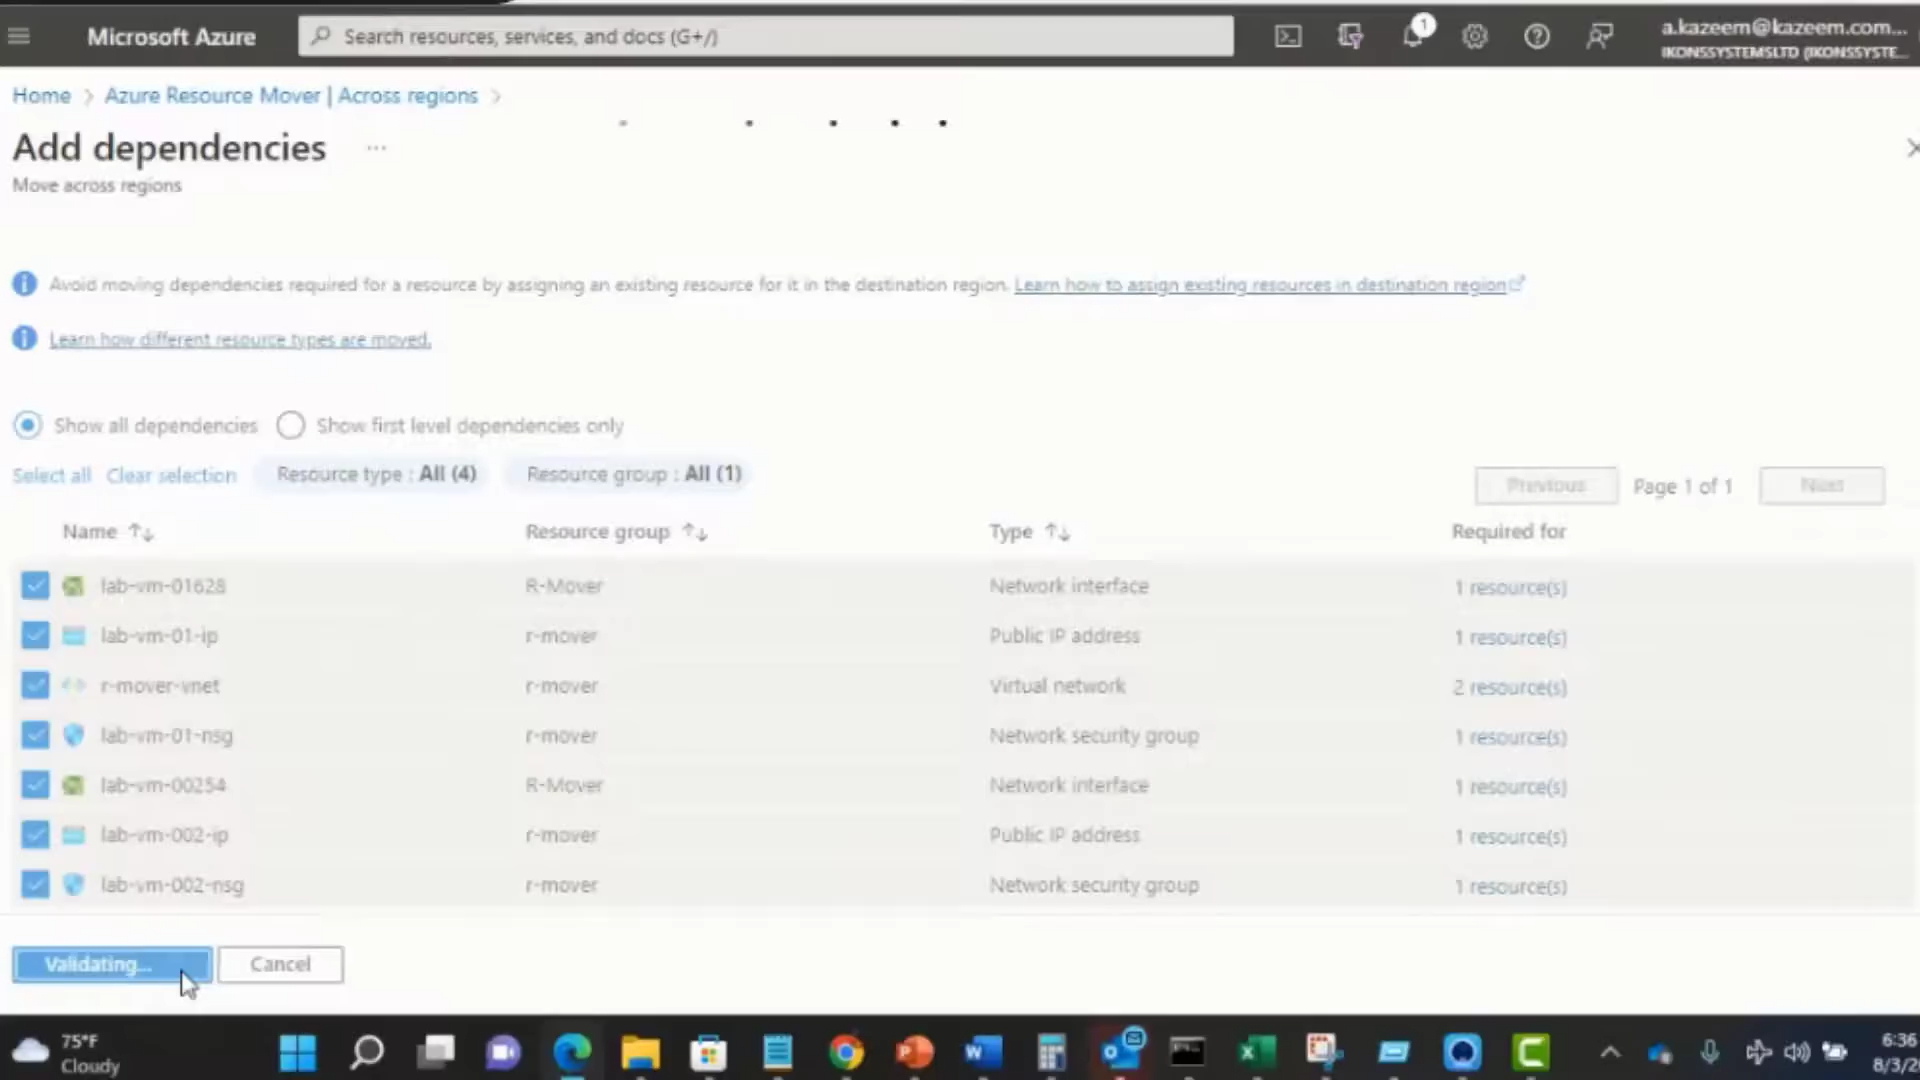 Microsoft Azure
Search resources, services, and docs (G+/)
1
a.kazeem@kazeem.com...
IKONSSYSTEMSLTD (IKONSSYSTE...
Home > Azure Resource Mover | Across regions >
Add dependencies ...
Move across regions
Avoid moving dependencies required for a resource by assigning an existing resource for it in the destination region. Learn how to assign existing resources in destination region
Learn how different resource types are moved.
Show all dependencies Show first level dependencies only
Select all Clear selection Resource type : All (4) Resource group : All (1)
Previous Page 1 of 1 Next
Name Resource group Type Required for
lab-vm-01628 R-Mover Network interface 1 resource(s)
lab-vm-01-ip r-mover Public IP address 1 resource(s)
r-mover-vnet r-mover Virtual network 2 resource(s)
lab-vm-01-nsg r-mover Network security group 1 resource(s)
lab-vm-00254 R-Mover Network interface 1 resource(s)
lab-vm-002-ip r-mover Public IP address 1 resource(s)
lab-vm-002-nsg r-mover Network security group 1 resource(s)
Validating... Cancel
75°F
Cloudy
6:36
8/3/2